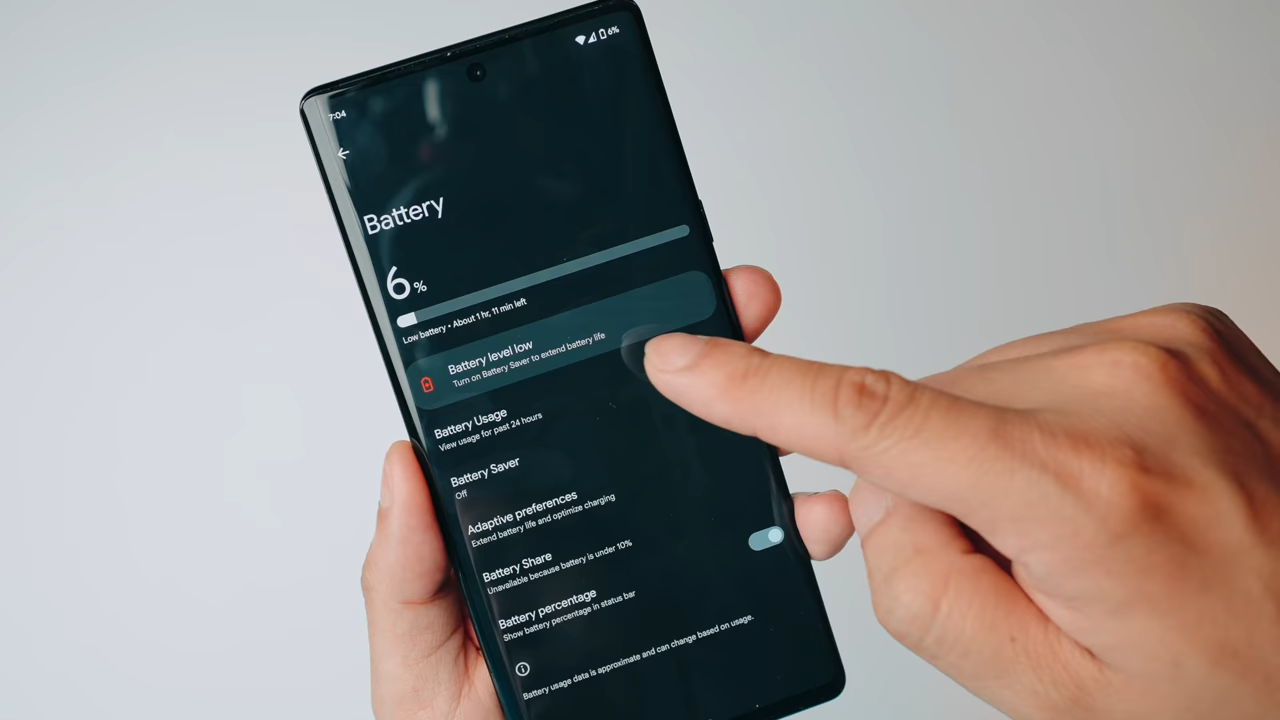 6%
7:04
Battery
6%
Low battery • About 1 hr, 11 min left
Battery level low
Turn on Battery Saver to extend battery life
Battery Usage
View usage for past 24 hours
Battery Saver
Off
Adaptive preferences
Extend battery life and optimize charging
Battery Share
Unavailable because battery is under 10%
Battery percentage
Show battery percentage in status bar
Battery usage data is approximate and can change based on usage.